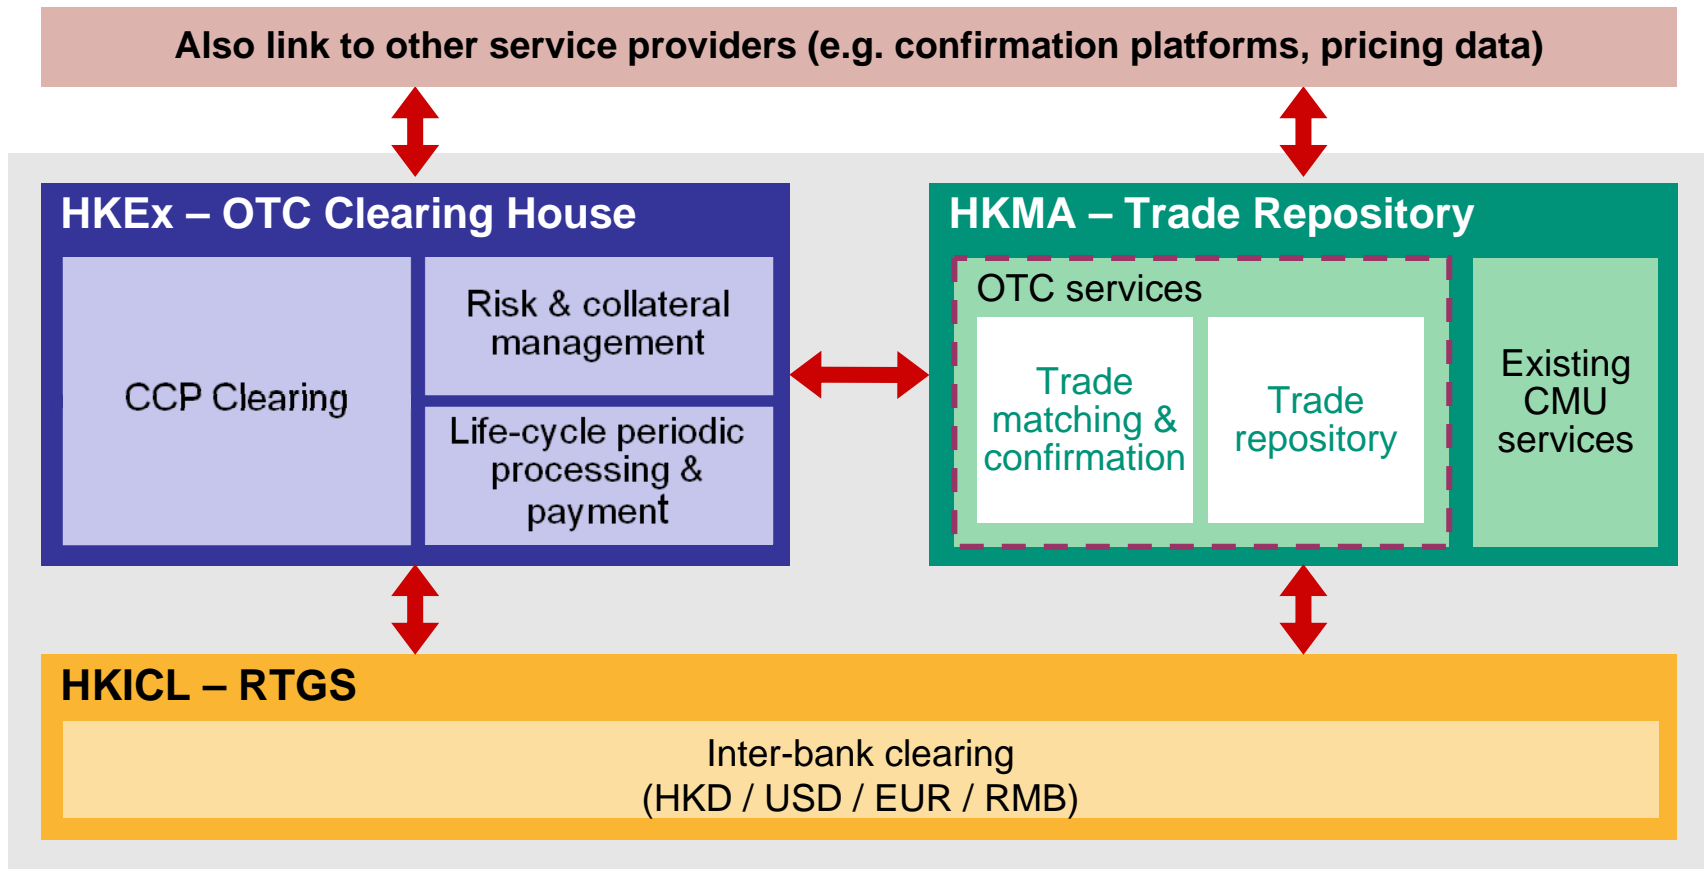 Also link to other service providers (e.g. confirmation platforms, pricing data)
HKEx – OTC Clearing House
CCP Clearing
Risk & collateral
management
Life-cycle periodic
processing &
payment
HKMA – Trade Repository
OTC services
Trade
matching &
confirmation
Trade
repository
Existing
CMU
services
HKICL – RTGS
Inter-bank clearing
(HKD / USD / EUR / RMB)